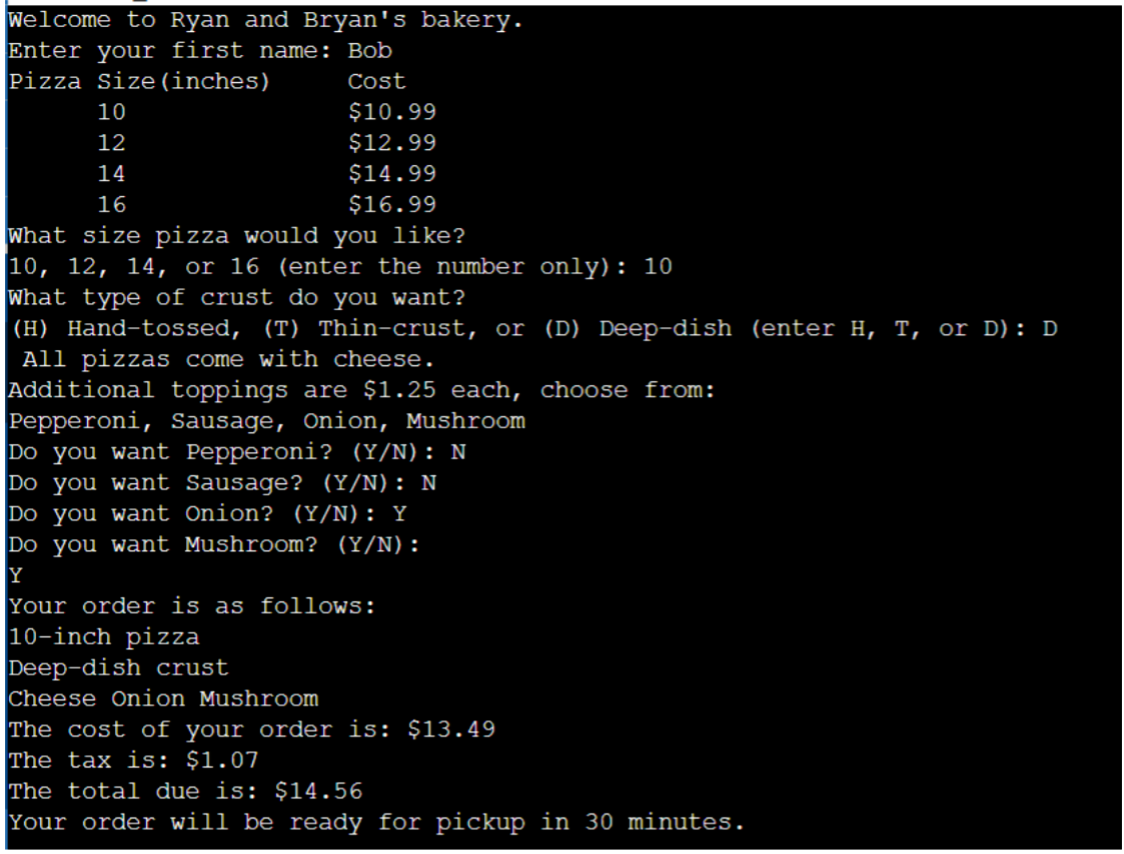 Welcome to Ryan and Bryan's bakery.
Enter your first name: Bob
Pizza Size(inches)     Cost
      10               $10.99
      12               $12.99
      14               $14.99
      16               $16.99
What size pizza would you like?
10, 12, 14, or 16 (enter the number only): 10
What type of crust do you want?
(H) Hand-tossed, (T) Thin-crust, or (D) Deep-dish (enter H, T, or D): D
 All pizzas come with cheese.
Additional toppings are $1.25 each, choose from:
Pepperoni, Sausage, Onion, Mushroom
Do you want Pepperoni? (Y/N): N
Do you want Sausage? (Y/N): N
Do you want Onion? (Y/N): Y
Do you want Mushroom? (Y/N):
Y
Your order is as follows:
10-inch pizza
Deep-dish crust
Cheese Onion Mushroom
The cost of your order is: $13.49
The tax is: $1.07
The total due is: $14.56
Your order will be ready for pickup in 30 minutes.